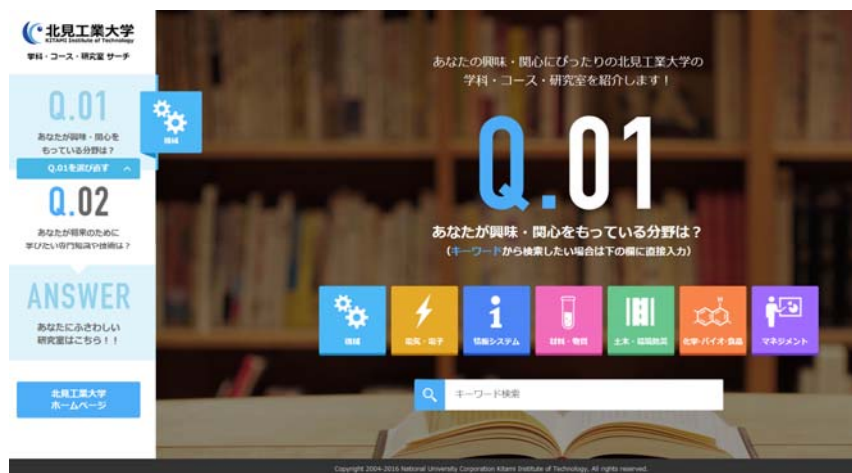 北見工業大学
KITAMI Institute of Technology
学科・コース・研究室 サーチ
Q.01
あなたが興味・関心を
もっている分野は？
Q.01を選び直す
機械
Q.02
あなたが将来のために
学びたい専門知識や技術は？
ANSWER
あなたにふさわしい
研究室はこちら！！
北見工業大学
ホームページ
あなたの興味・関心にぴったりの北見工業大学の
学科・コース・研究室を紹介します！
Q.01
あなたが興味・関心をもっている分野は？
（キーワードから検索したい場合は下の欄に直接入力）
機械
電気・電子
情報システム
材料・物質
土木・環境防災
化学・バイオ・食品
マネジメント
キーワード検索
Copyright 2004-2016 National University Corporation Kitami Institute of Technology, All rights reserved.